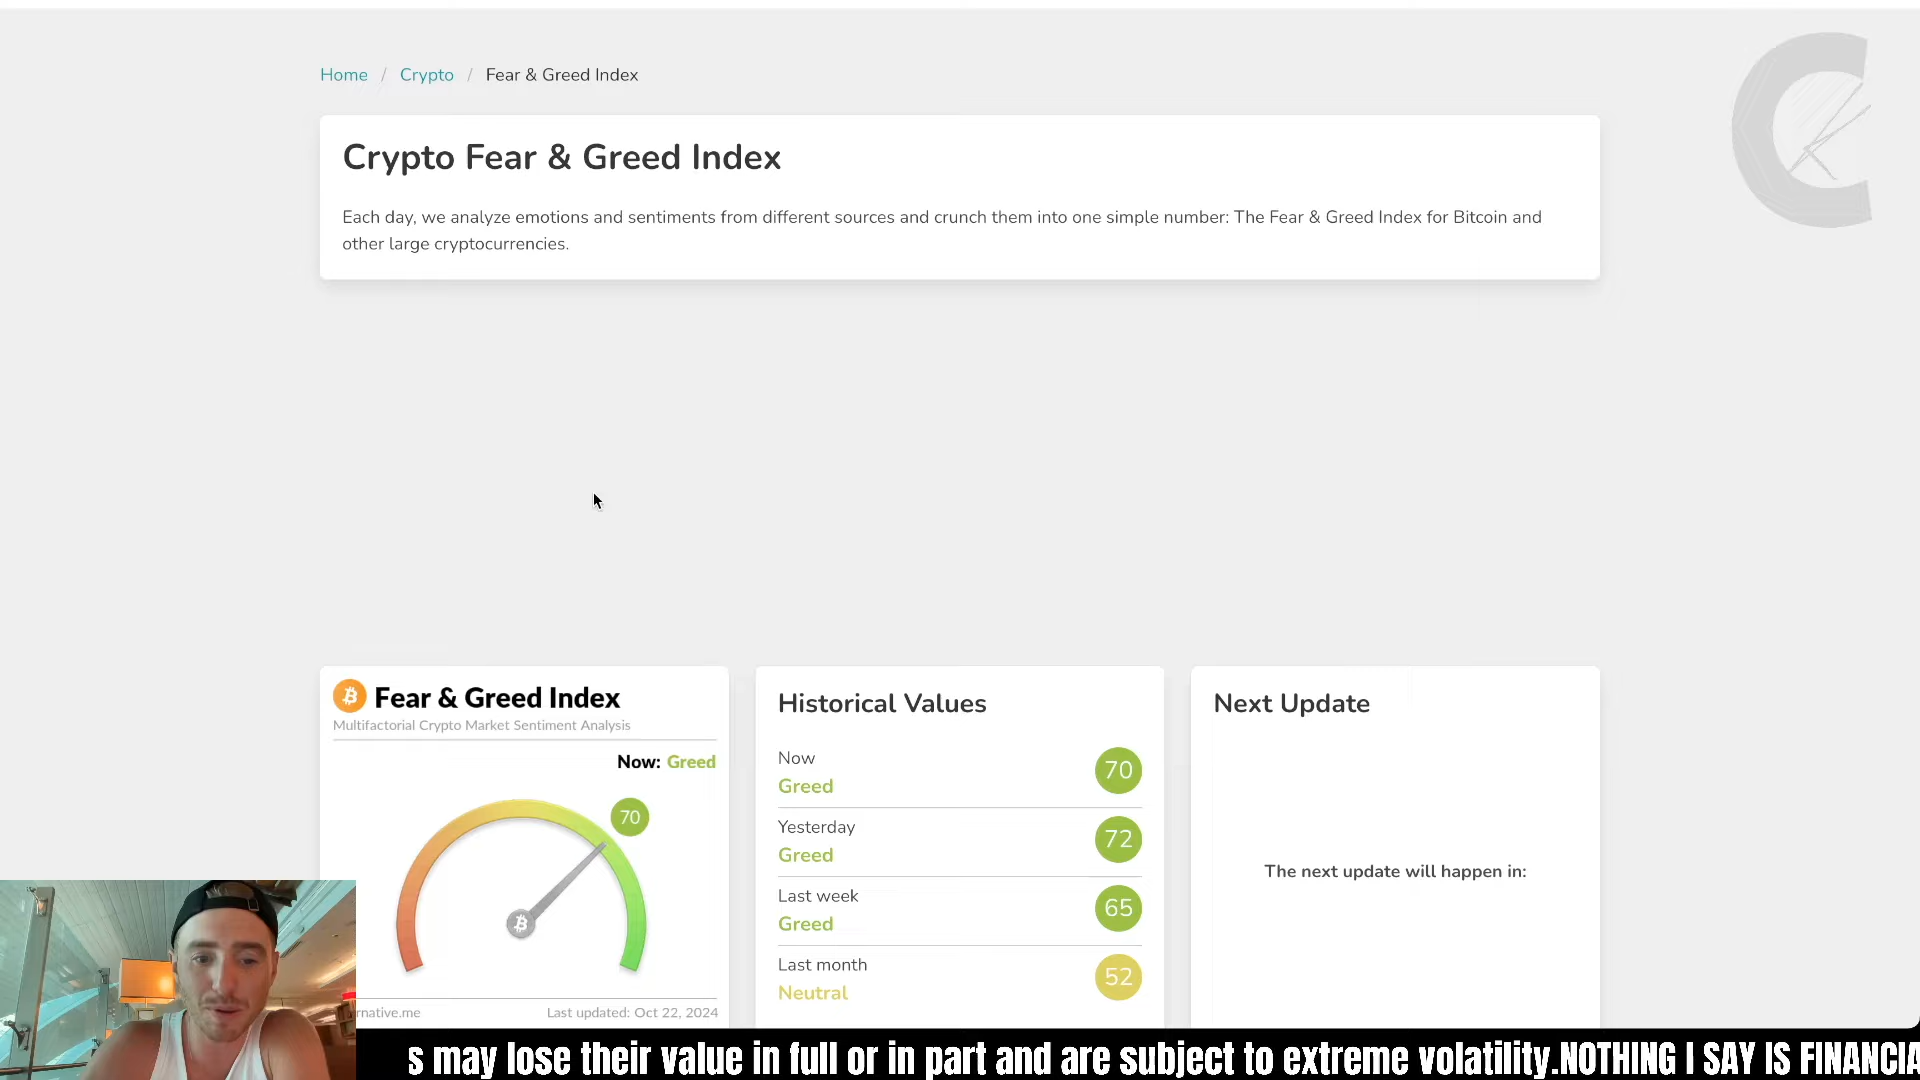 Home / Crypto / Fear & Greed Index
Crypto Fear & Greed Index
Each day, we analyze emotions and sentiments from different sources and crunch them into one simple number: The Fear & Greed Index for Bitcoin and
other large cryptocurrencies.
Fear & Greed Index
Multifactorial Crypto Market Sentiment Analysis
Now: Greed
70
rnative.me
Last updated: Oct 22, 2024
Historical Values
Now
Greed
70
Yesterday
Greed
72
Last week
Greed
65
Last month
Neutral
52
Next Update
The next update will happen in:
s may lose their value in full or in part and are subject to extreme volatility.NOTHING I SAY IS FINANCIA